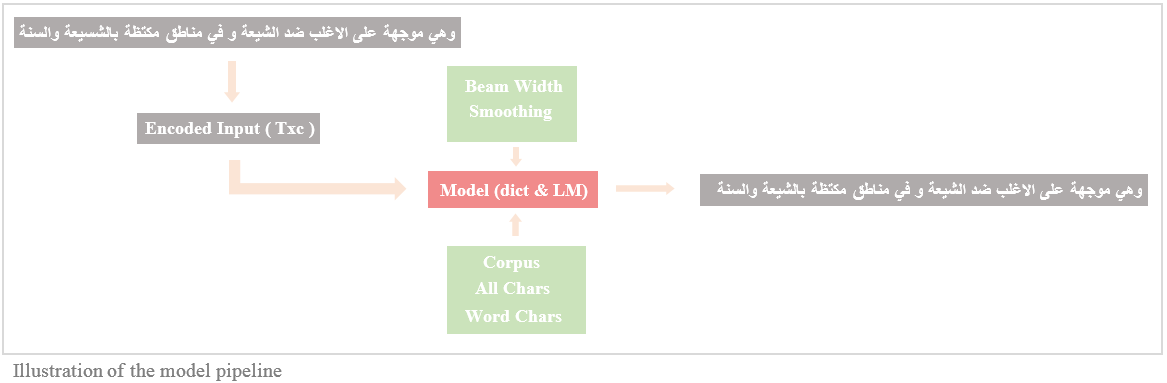 وهي موجهة على الاغلب ضد الشيعة و في مناطق مكتظة بالشسيعة والسنة
Beam Width
Smoothing
Encoded Input ( Txc )
Model (dict & LM)
وهي موجهة على الاغلب ضد الشيعة و في مناطق مكتظة بالشيعة والسنة
Corpus
All Chars
Word Chars
Illustration of the model pipeline